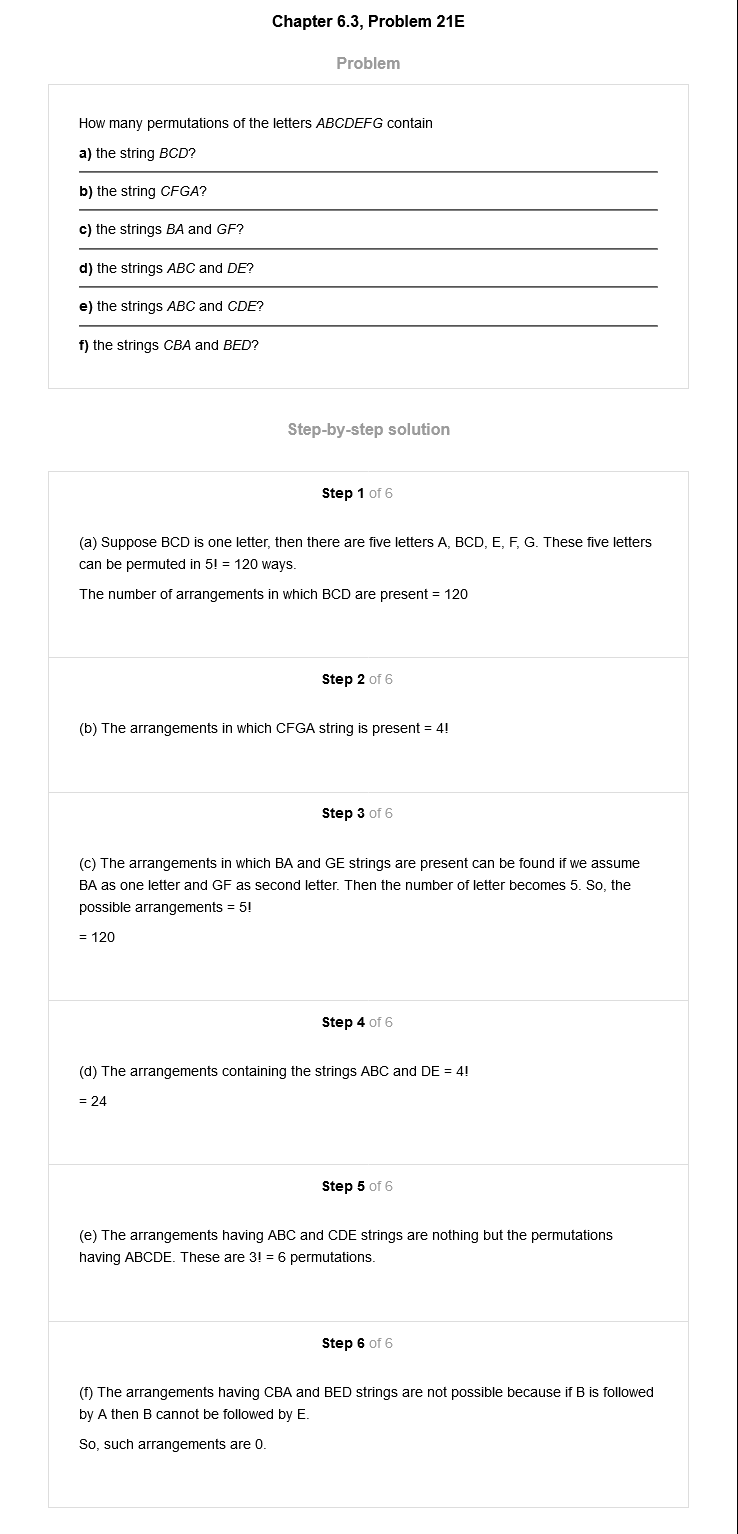 Chapter 6.3, Problem 21E
Problem
How many permutations of the letters ABCDEFG contain
a) the string BCD?
b) the string CFGA?
c) the strings BA and GF?
d) the strings ABC and DE?
e) the strings ABC and CDE?
f) the strings CBA and BED?
Step-by-step solution
Step 1 of 6
(a) Suppose BCD is one letter, then there are five letters A, BCD, E, F, G. These five letters
can be permuted in 5! = 120 ways.
The number of arrangements in which BCD are present = 120
Step 2 of 6
(b) The arrangements in which CFGA string is present = 4!
Step 3 of 6
(c) The arrangements in which BA and GE strings are present can be found if we assume
BA as one letter and GF as second letter. Then the number of letter becomes 5. So, the
possible arrangements = 5!
= 120
Step 4 of 6
(d) The arrangements containing the strings ABC and DE = 4!
= 24
Step 5 of 6
(e) The arrangements having ABC and CDE strings are nothing but the permutations
having ABCDE. These are 3! = 6 permutations.
Step 6 of 6
(f) The arrangements having CBA and BED strings are not possible because if B is followed
by A then B cannot be followed by E.
So, such arrangements are 0.